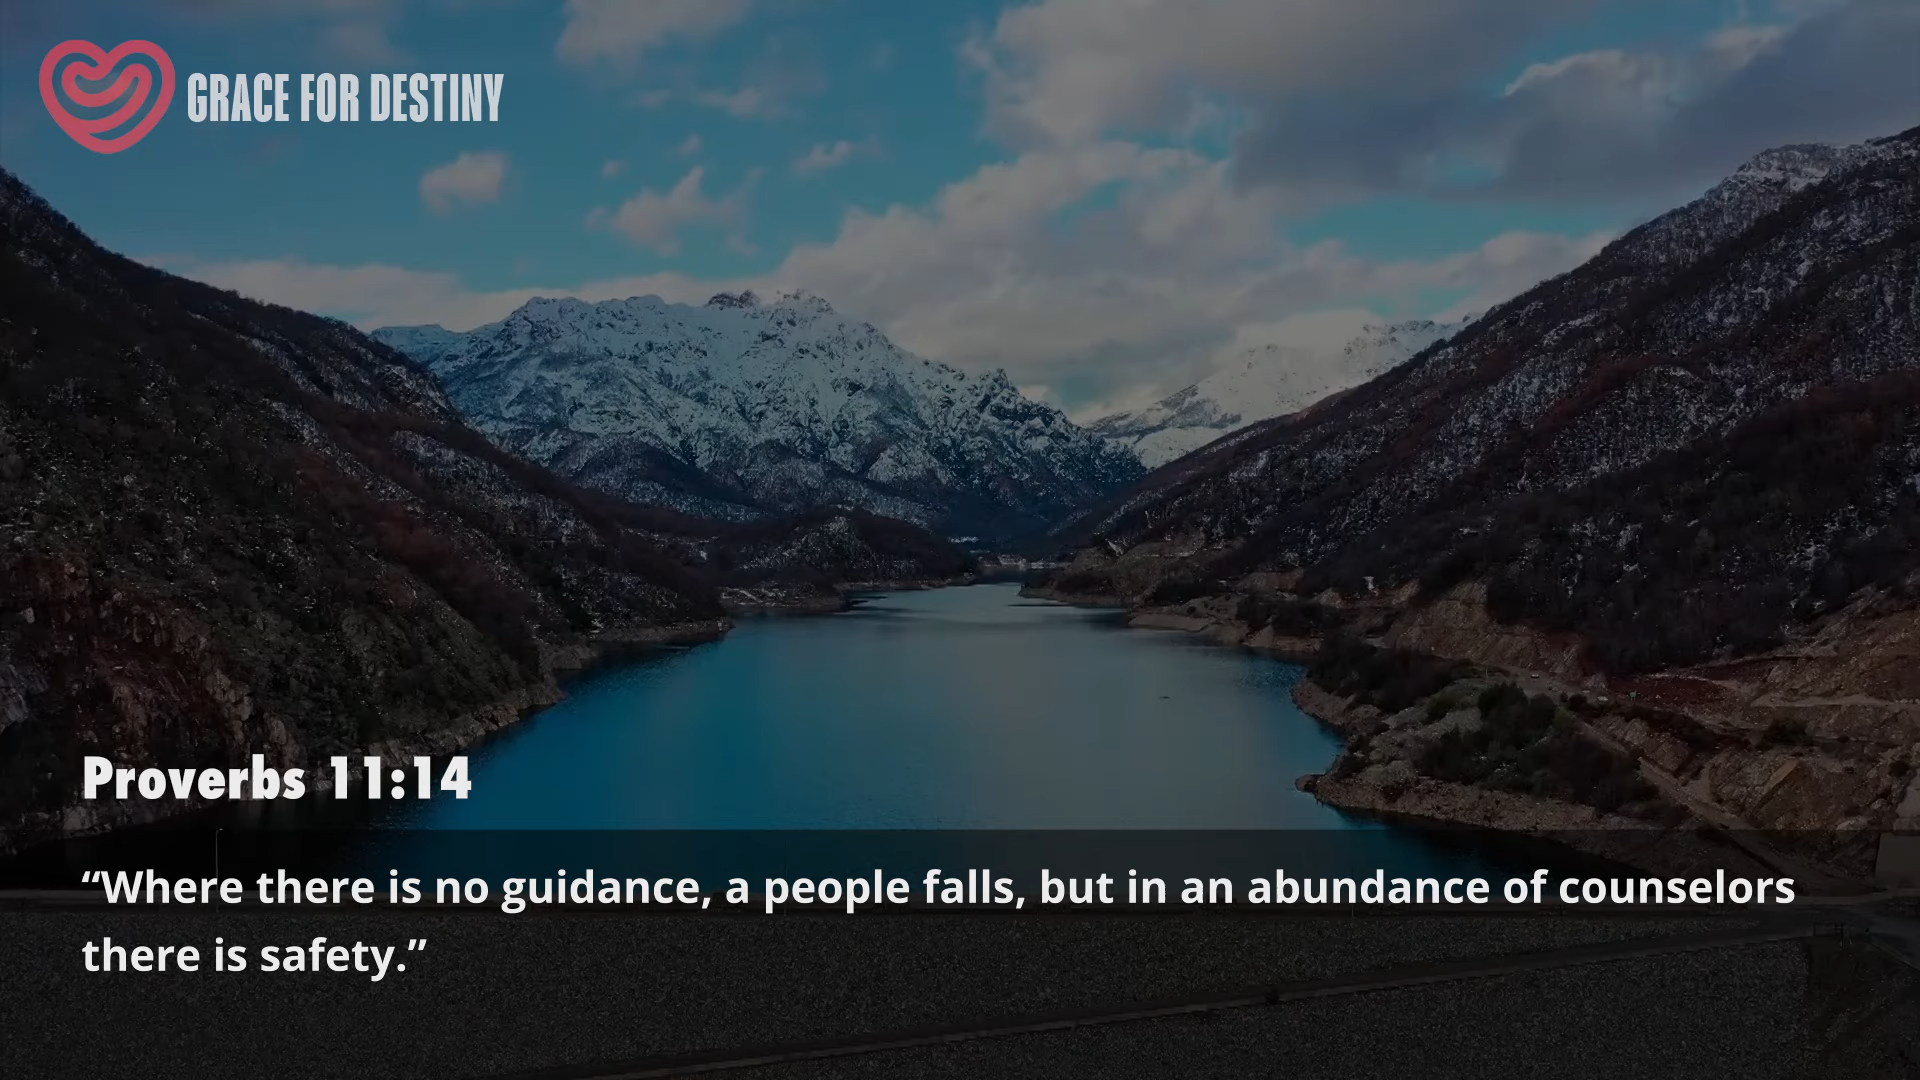 GRACE FOR DESTINY
Proverbs 11:14
“Where there is no guidance, a people falls, but in an abundance of counselors
there is safety.”